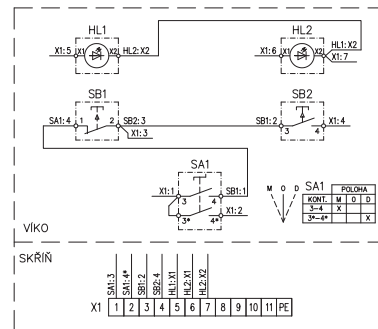 HL1
HL2
X1:5
X1
X2
HL2:X2
X1:6
X1
X2
HL1:X2
X1:7
SB1
SB2
SA1:4
1
2
SB2:3
X1:3
SB1:2
3
4
X1:4
SA1
X1:1
3
4
SB1:1
3*
4*
X1:2
M O D
SA1
POLOHA
KONT. M O D
3-4 X
3*-4* X
VÍKO
SKŘÍŇ
SA1:3
SA1:4*
SB1:2
SB2:4
HL1:X1
HL2:X1
HL2:X2
X1 1 2 3 4 5 6 7 8 9 10 11 PE